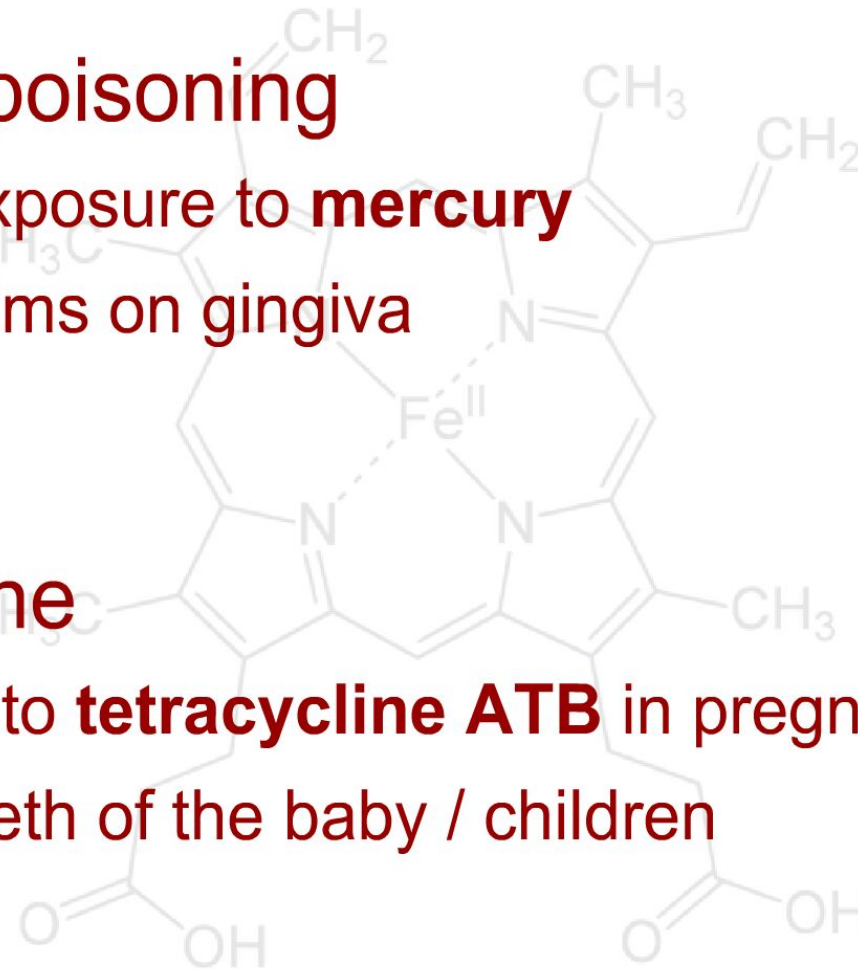 CH₂
poisoning
CH₃
CH₂
xposure to mercury
H₃C
ms on gingiva
N
Feᴵᴵ
N
N
ne
H₃C
CH₃
to tetracycline ATB in pregn
eth of the baby / children
O
OH
O
OH